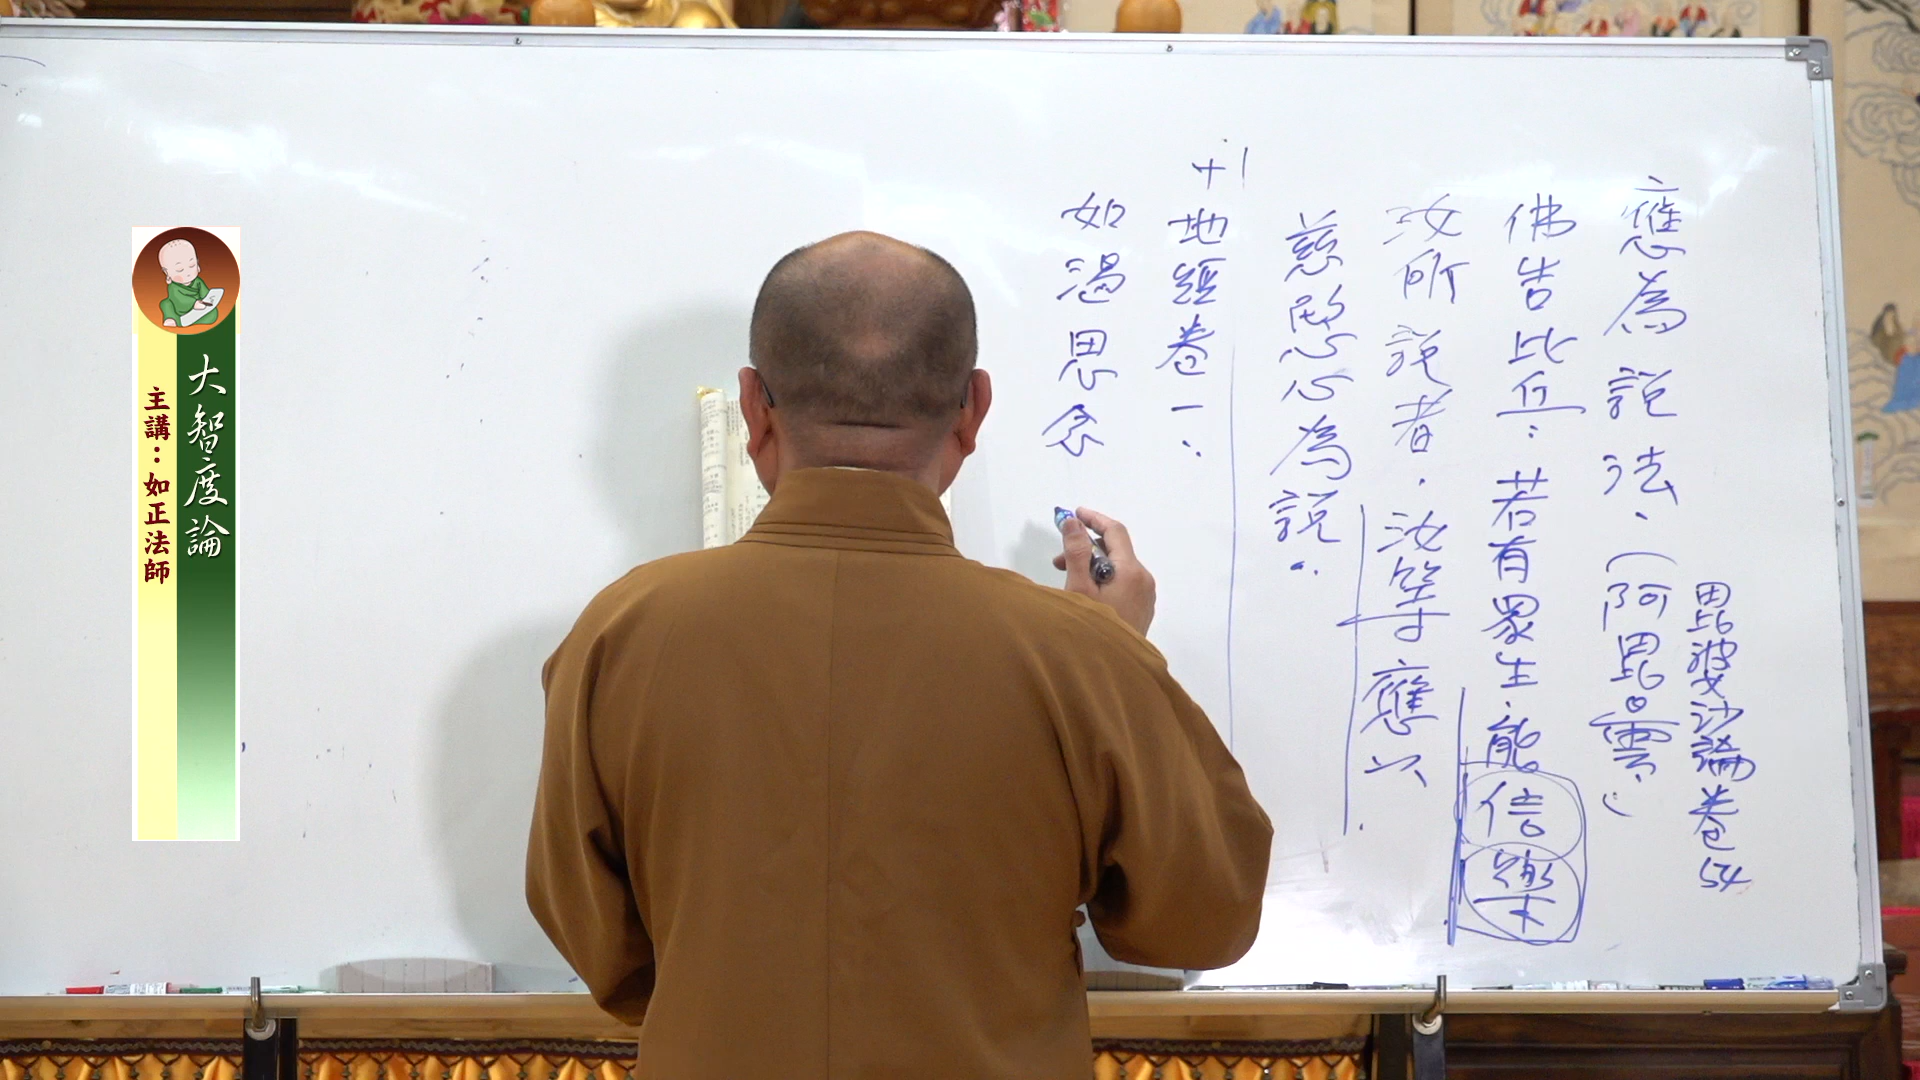 毘婆沙論卷54
應為說法、(阿毘曇、)
佛告比丘：若有眾生能信樂
汝所說者，汝等應以
慈愍心為說..
十地經卷一：
如渴思念
大智度論
主講：如正法師